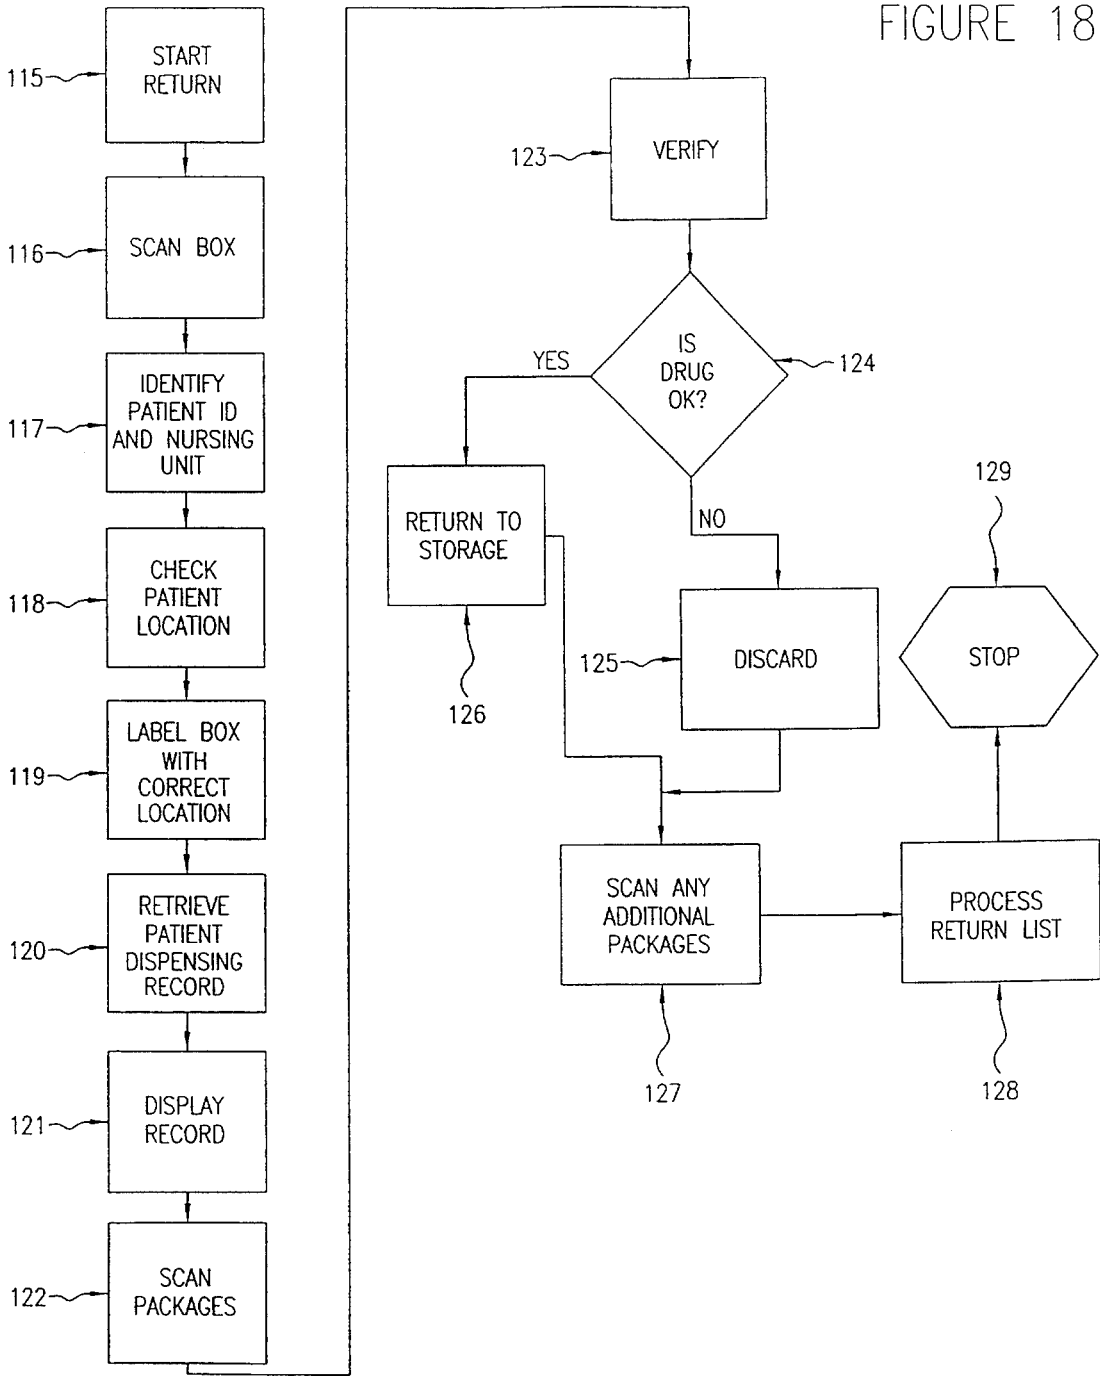 FIGURE 18
115
START
RETURN
116
SCAN BOX
117
IDENTIFY
PATIENT ID
AND NURSING
UNIT
118
CHECK
PATIENT
LOCATION
119
LABEL BOX
WITH
CORRECT
LOCATION
120
RETRIEVE
PATIENT
DISPENSING
RECORD
121
DISPLAY
RECORD
122
SCAN
PACKAGES
123
VERIFY
IS
DRUG
OK?
124
YES
NO
RETURN TO
STORAGE
126
125
DISCARD
SCAN ANY
ADDITIONAL
PACKAGES
127
PROCESS
RETURN LIST
128
129
STOP